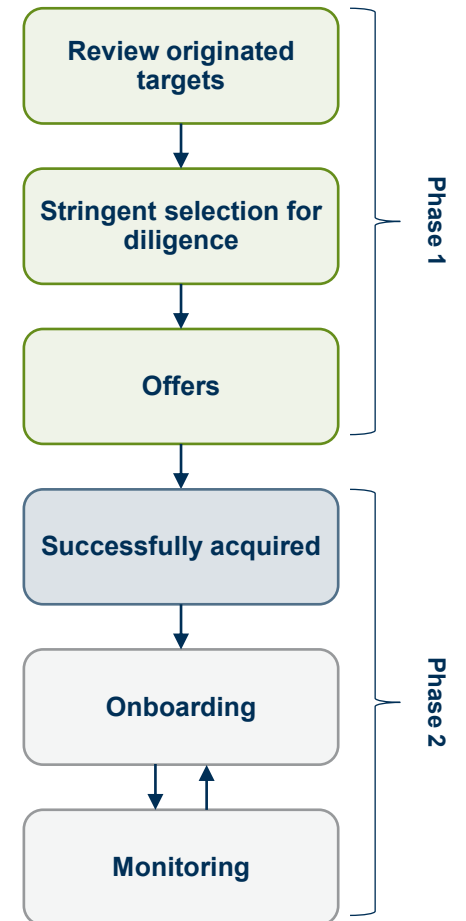 Review originated
targets
Stringent selection for
diligence
Offers
Phase 1
Successfully acquired
Onboarding
Monitoring
Phase 2